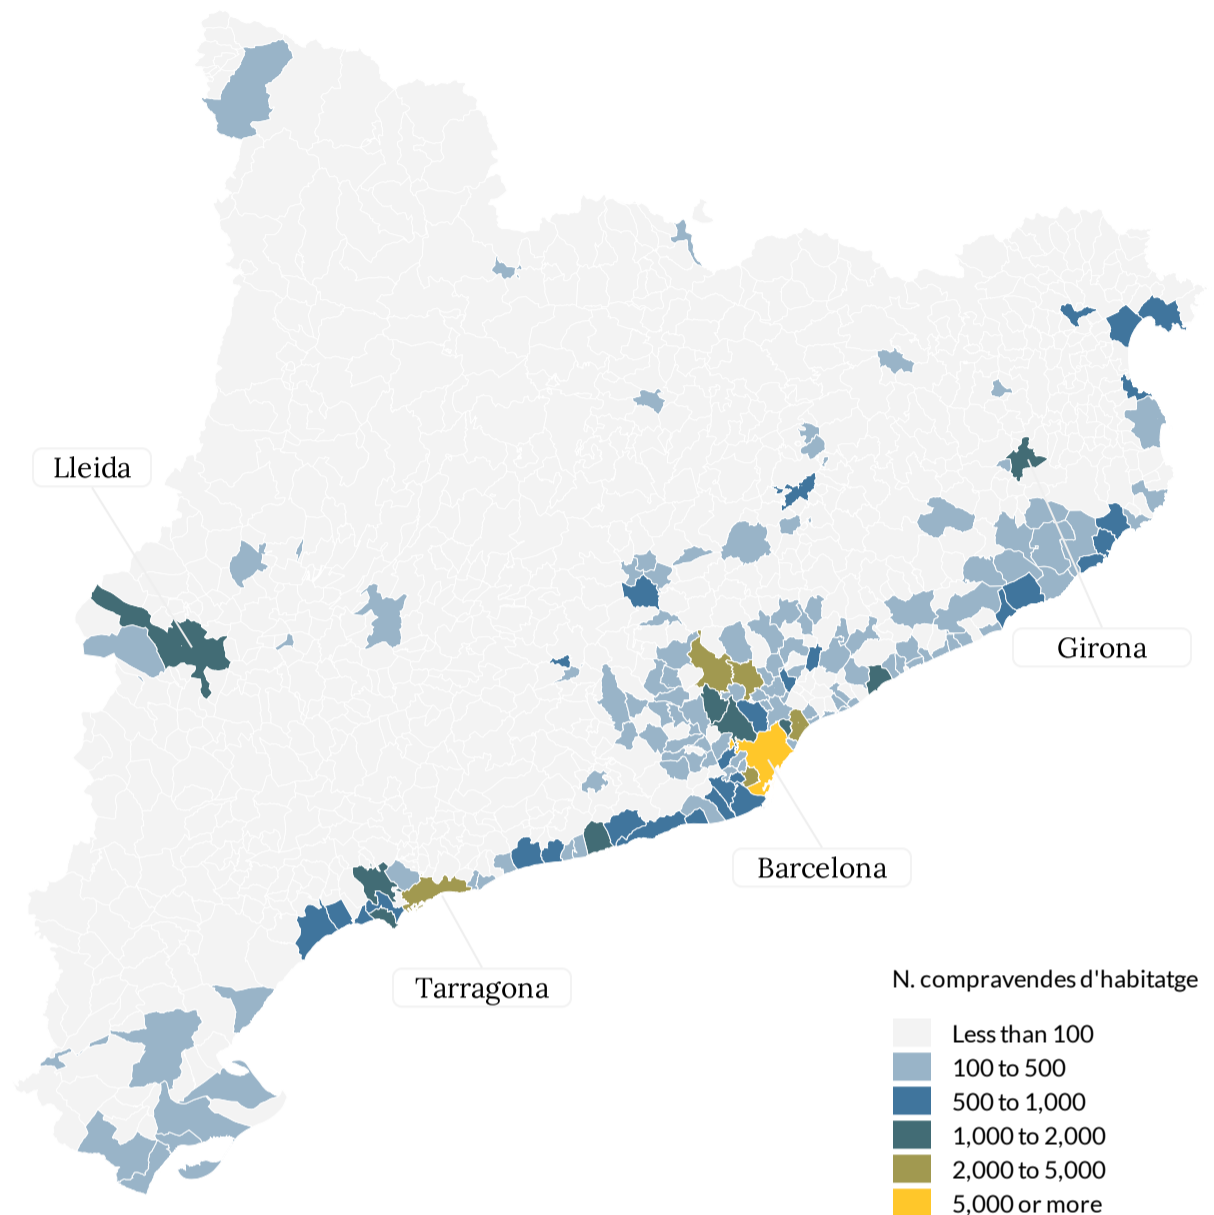 Lleida
Girona
Barcelona
Tarragona
N. compravendes d'habitatge
Less than 100
100 to 500
500 to 1,000
1,000 to 2,000
2,000 to 5,000
5,000 or more